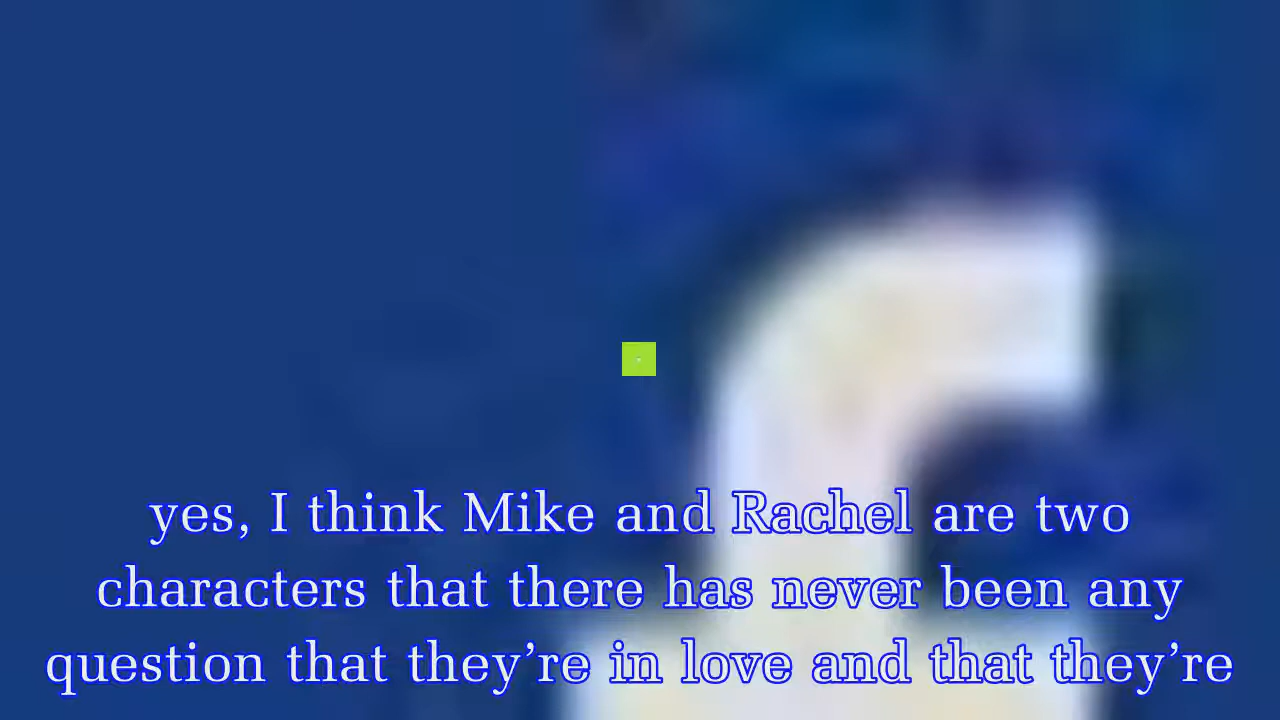 yes, I think Mike and Rachel are two
characters that there has never been any
question that they’re in love and that they’re